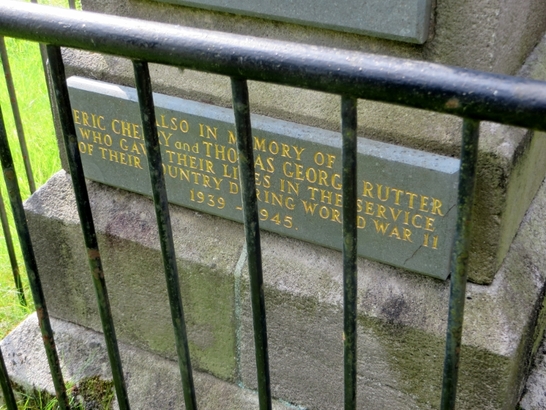 ALSO IN MEMORY OF
ERIC and THOMAS GEORGE RUTTER
WHO GAVE THEIR LIVES IN THE SERVICE
OF THEIR COUNTRY DURING WORLD WAR II
1939 - 1945.